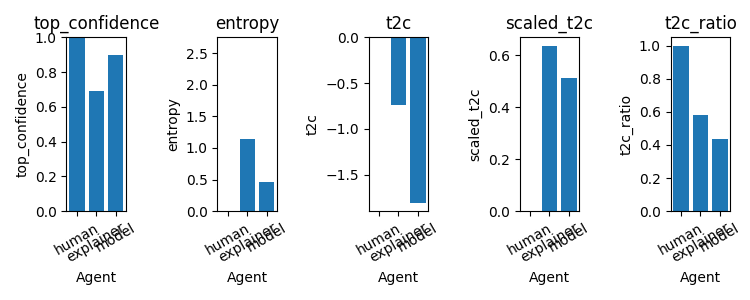 top_confidence
top_confidence
1.0
0.8
0.6
0.4
0.2
0.0
human
explainer
model
Agent
entropy
entropy
2.5
2.0
1.5
1.0
0.5
0.0
human
explainer
model
Agent
t2c
t2c
0.0
−0.5
−1.0
−1.5
human
explainer
model
Agent
scaled_t2c
scaled_t2c
0.6
0.4
0.2
0.0
human
explainer
model
Agent
t2c_ratio
t2c_ratio
1.0
0.8
0.6
0.4
0.2
0.0
human
explainer
model
Agent